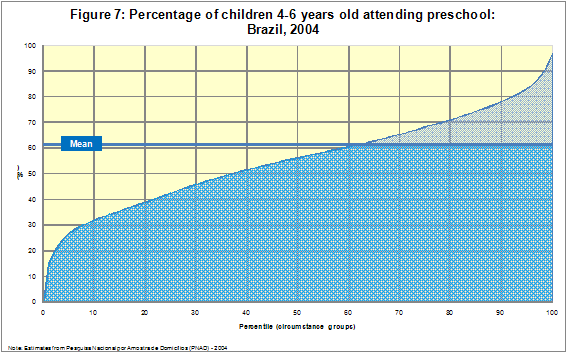 Figure 7: Percentage of children 4-6 years old attending preschool:
Brazil, 2004
100
90
80
70
60
50
40
30
20
10
0
Mean
(%)
0 10 20 30 40 50 60 70 80 90 100
Percentile (circumstance groups)
Note. Estimates from Pesquisa Nacional por Amostra de Domicílios (PNAD) - 2004